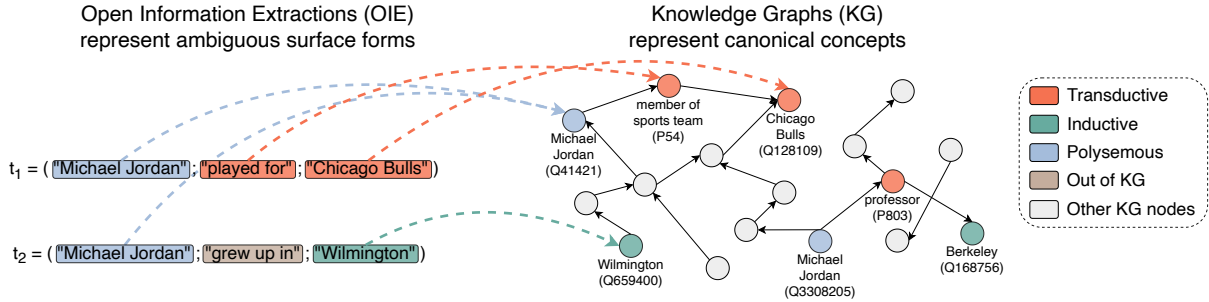 Open Information Extractions (OIE)
represent ambiguous surface forms
Knowledge Graphs (KG)
represent canonical concepts
t1 = ( "Michael Jordan" ; "played for" ; "Chicago Bulls" )
t2 = ( "Michael Jordan" ; "grew up in" ; "Wilmington" )
Michael
Jordan
(Q41421)
member of
sports team
(P54)
Chicago
Bulls
(Q128109)
Wilmington
(Q659400)
Michael
Jordan
(Q3308205)
professor
(P803)
Berkeley
(Q168756)
Transductive
Inductive
Polysemous
Out of KG
Other KG nodes